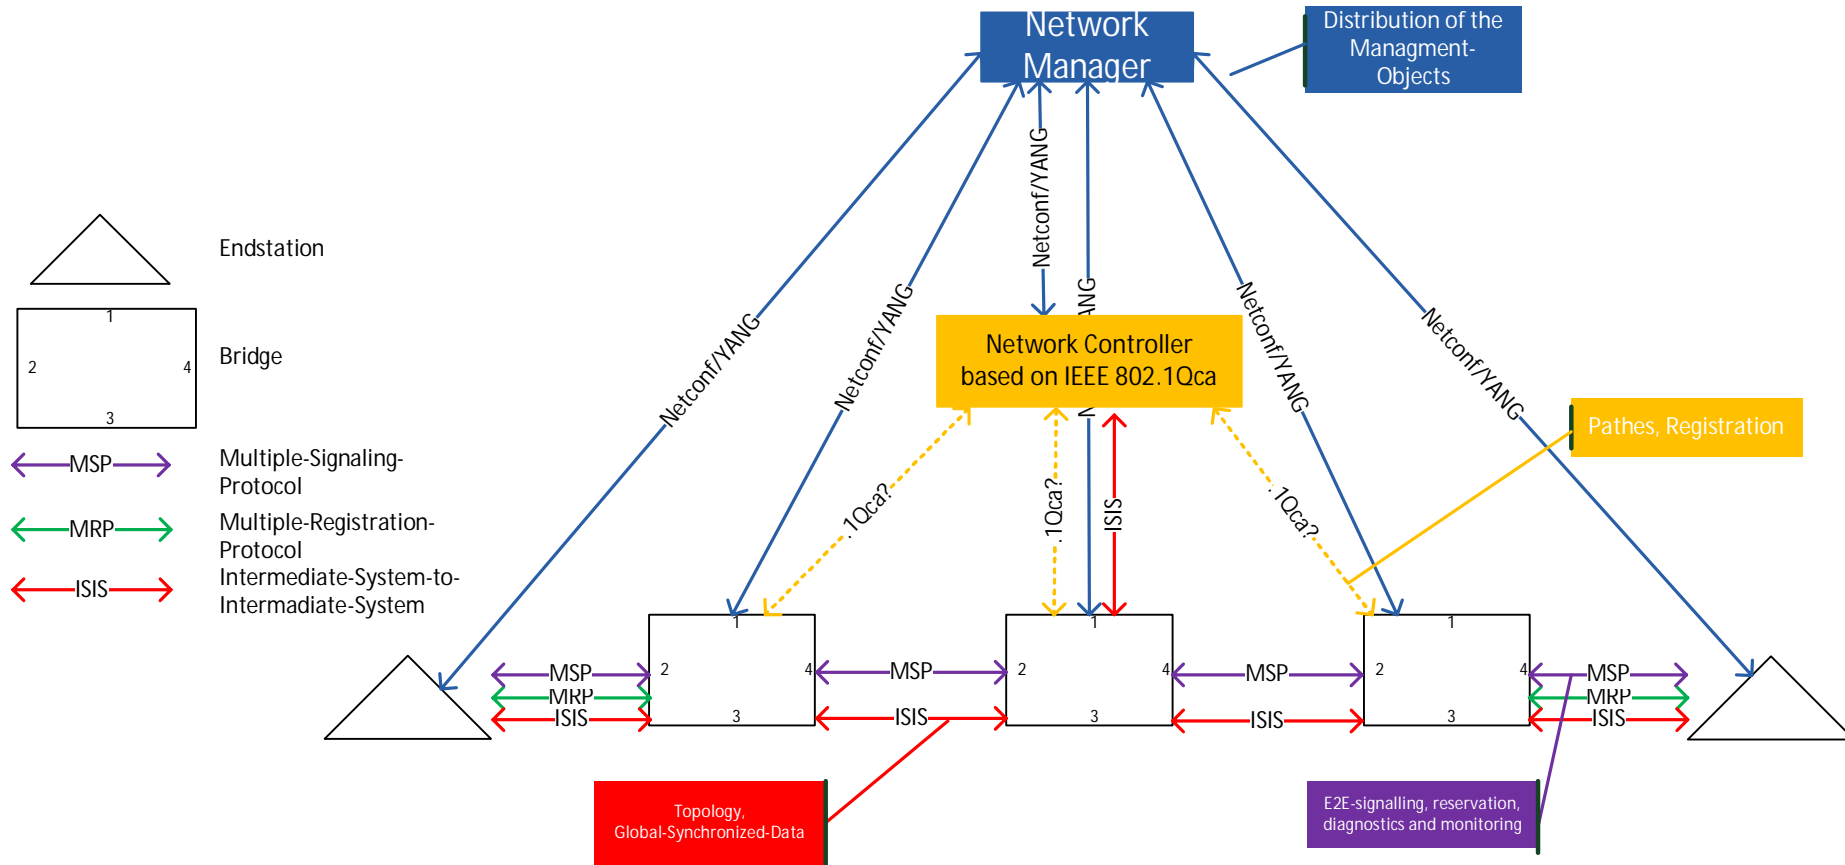 Network
Manager
Distribution of the
Managment-
Objects
Netconf/YANG
Netconf/YANG
Netconf/YANG
ANG
N
Netconf/YANG
Netconf/YANG
Endstation
1
2
4
3
Bridge
MSP
Multiple-Signaling-
Protocol
MRP
Multiple-Registration-
Protocol
ISIS
Intermediate-System-to-
Intermadiate-System
Network Controller
based on IEEE 802.1Qca
Pathes, Registration
.1Qca?
.1Qca?
ISIS
.1Qca?
MSP
MRP
ISIS
1
2
4
3
MSP
ISIS
1
2
4
3
MSP
ISIS
1
2
4
3
MSP
MRP
ISIS
Topology,
Global-Synchronized-Data
E2E-signalling, reservation,
diagnostics and monitoring